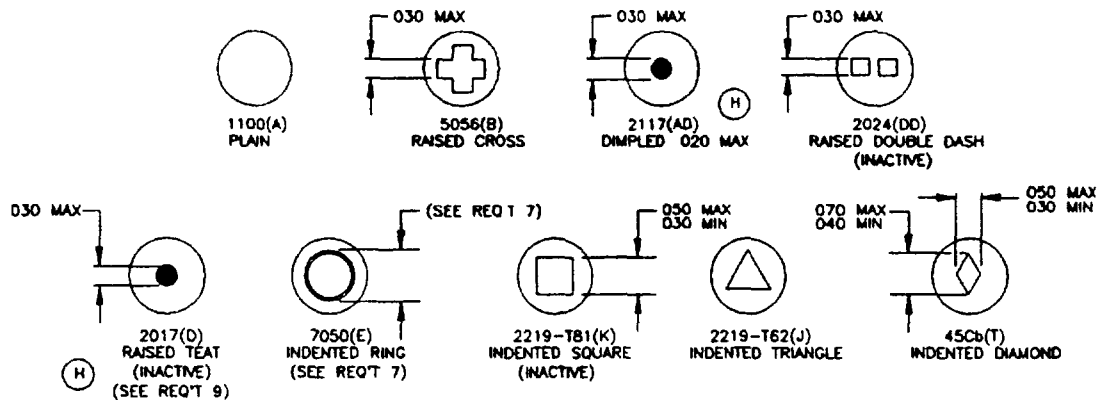 030 MAX
030 MAX
030 MAX
1100(A)
PLAIN
5056(B)
RAISED CROSS
2117(AD)
DIMPLED 020 MAX
H
2024(DD)
RAISED DOUBLE DASH
(INACTIVE)
030 MAX
(SEE REQ'T 7)
050 MAX
030 MIN
070 MAX
040 MIN
050 MAX
030 MIN
2017(D)
RAISED TEAT
(INACTIVE)
(SEE REQ'T 9)
H
7050(E)
INDENTED RING
(SEE REQ'T 7)
2219-T81(K)
INDENTED SQUARE
(INACTIVE)
2219-T62(J)
INDENTED TRIANGLE
45Cb(T)
INDENTED DIAMOND